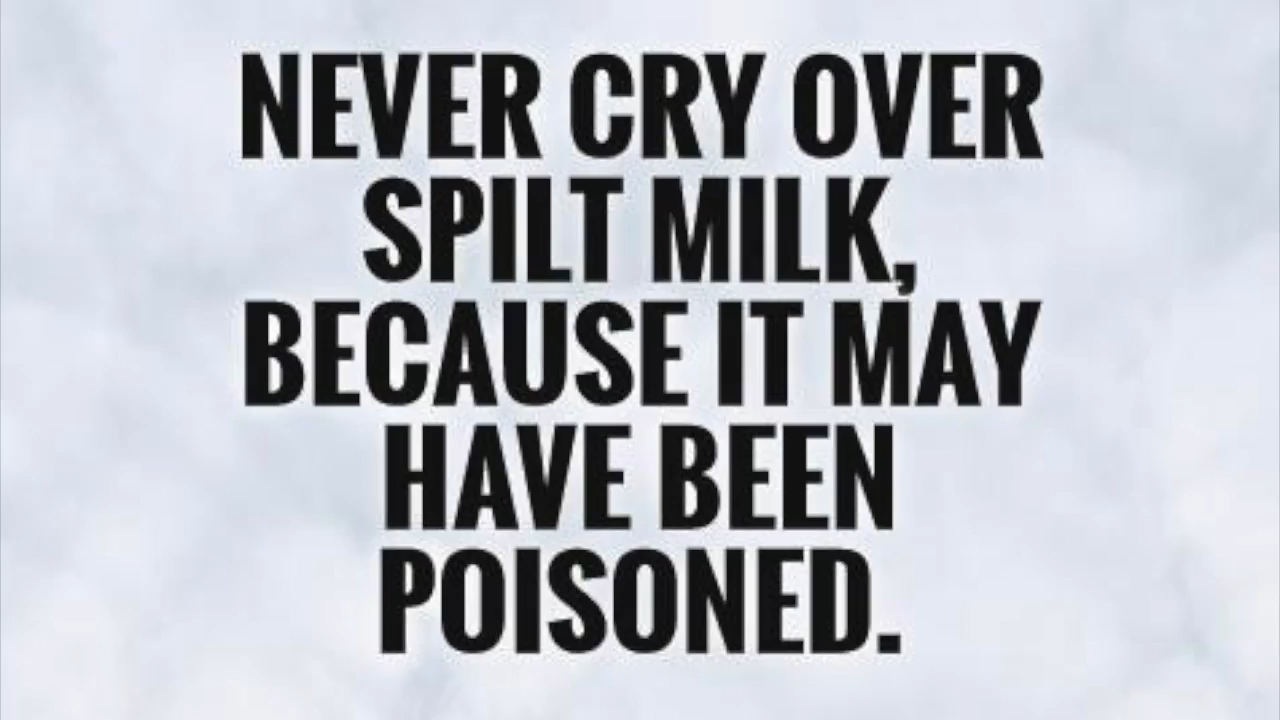 NEVER CRY OVER
SPILT MILK,
BECAUSE IT MAY
HAVE BEEN
POISONED.